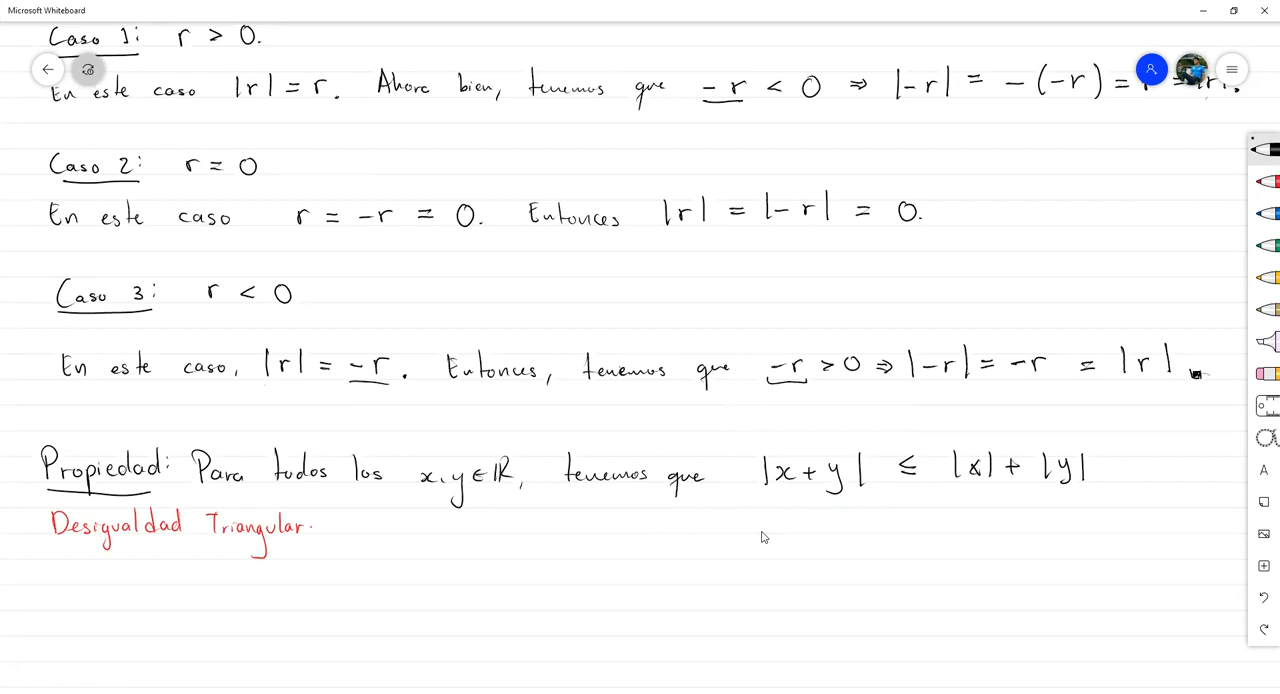 Microsoft Whiteboard
Caso 1: r > 0.
En este caso |r| = r. Ahora bien, tenemos que -r < 0 ⇒ |-r| = -(-r) = r = |r|.
Caso 2: r = 0
En este caso r = -r = 0. Entonces |r| = |-r| = 0.
Caso 3: r < 0
En este caso, |r| = -r. Entonces, tenemos que -r > 0 ⇒ |-r| = -r = |r|
Propiedad: Para todos los x, y ∈ ℝ, tenemos que |x + y| ≤ |x| + |y|
Desigualdad Triangular.